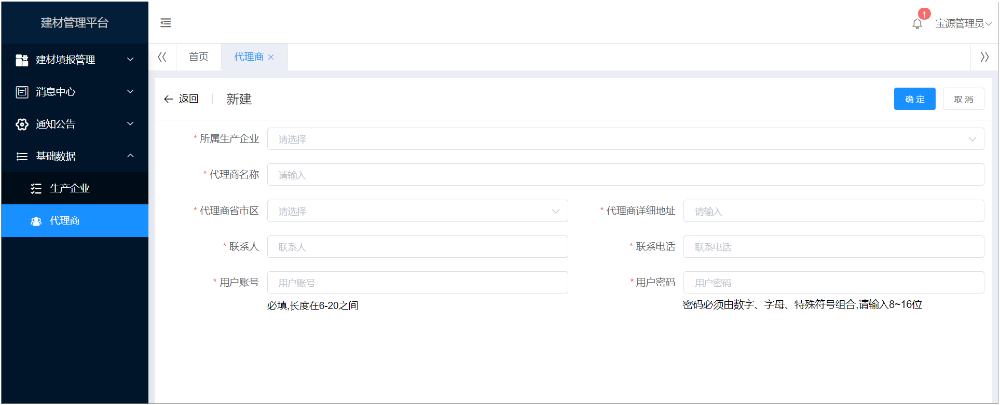 建材管理平台
1
宝源管理员
建材填报管理
消息中心
通知公告
基础数据
生产企业
代理商
首页
代理商
返回
新建
确 定
取 消
* 所属生产企业
请选择
* 代理商名称
请输入
* 代理商省市区
请选择
* 代理商详细地址
请输入
* 联系人
联系人
* 联系电话
联系电话
* 用户账号
用户账号
* 用户密码
用户密码
必填,长度在6-20之间
密码必须由数字、字母、特殊符号组合,请输入8~16位